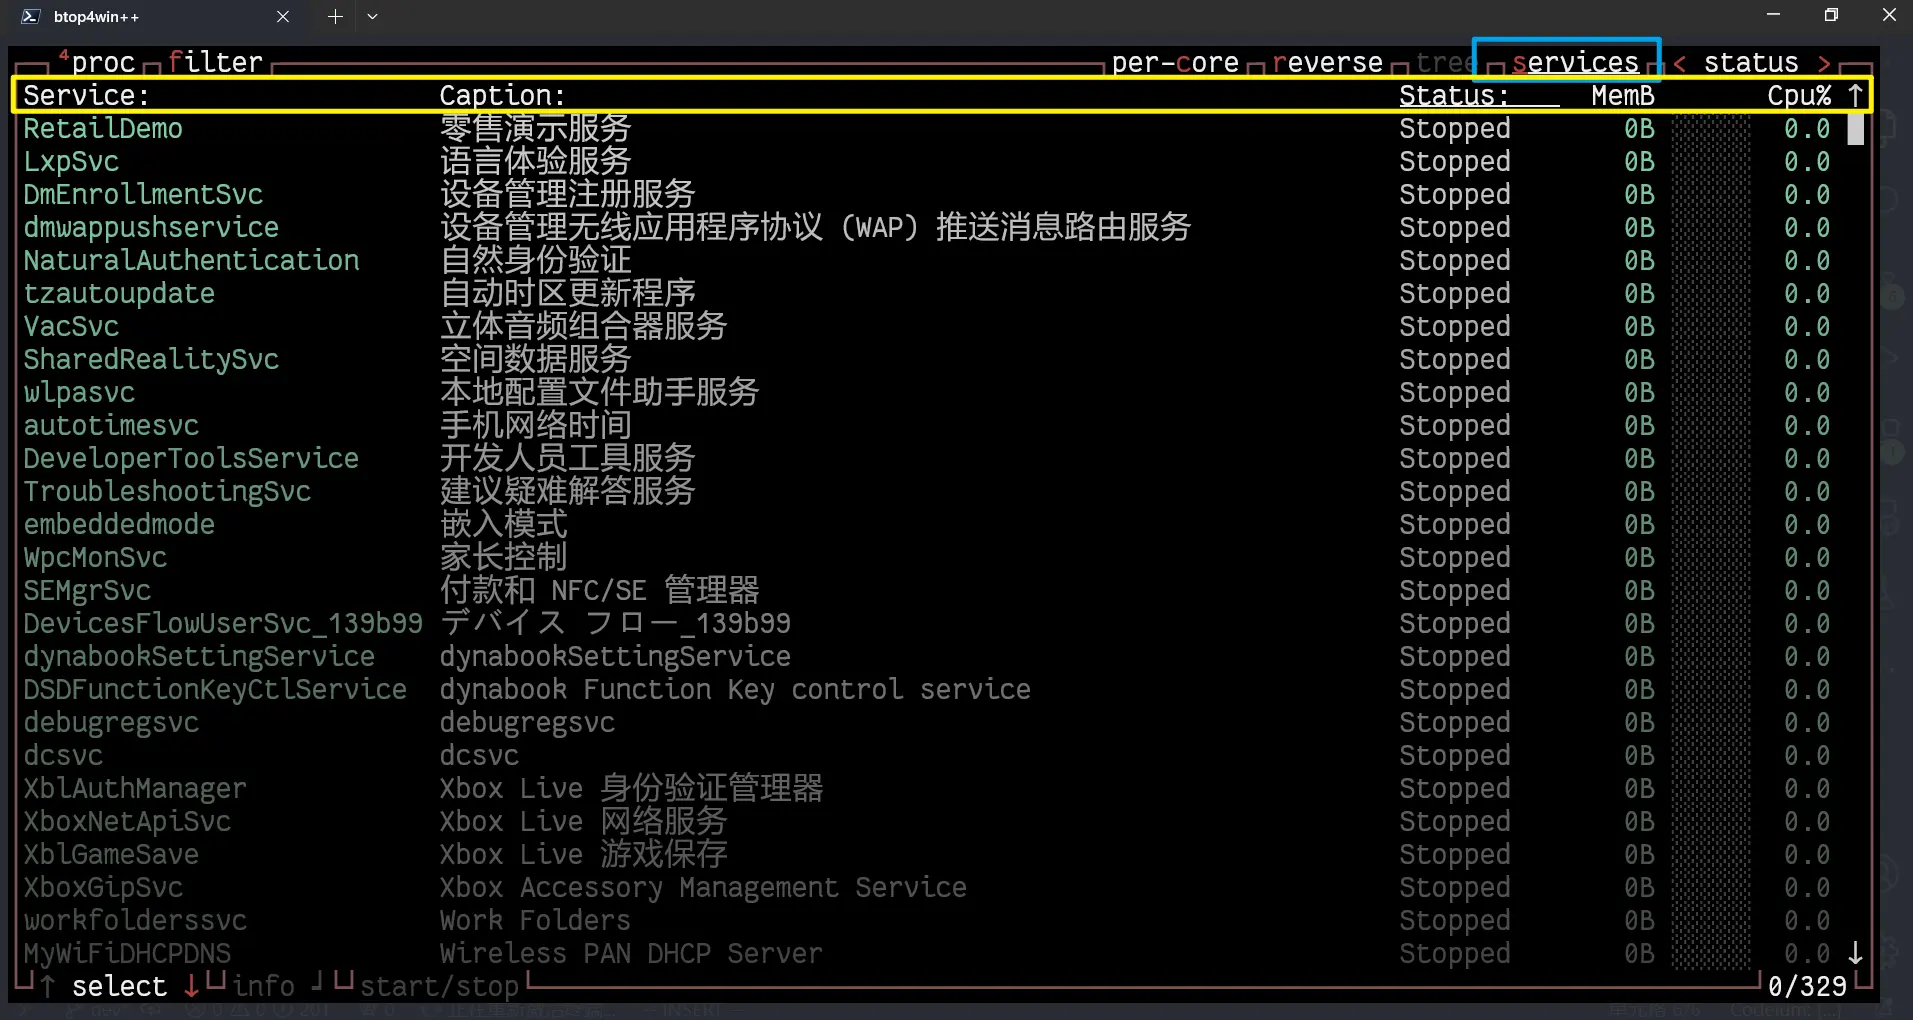 btop4win++
4proc filter per-core reverse tree services < status >
Service: Caption: Status: MemB Cpu% ↑
RetailDemo 零售演示服务 Stopped 0B 0.0
LxpSvc 语言体验服务 Stopped 0B 0.0
DmEnrollmentSvc 设备管理注册服务 Stopped 0B 0.0
dmwappushservice 设备管理无线应用程序协议 (WAP) 推送消息路由服务 Stopped 0B 0.0
NaturalAuthentication 自然身份验证 Stopped 0B 0.0
tzautoupdate 自动时区更新程序 Stopped 0B 0.0
VacSvc 立体音频组合器服务 Stopped 0B 0.0
SharedRealitySvc 空间数据服务 Stopped 0B 0.0
wlpasvc 本地配置文件助手服务 Stopped 0B 0.0
autotimesvc 手机网络时间 Stopped 0B 0.0
DeveloperToolsService 开发人员工具服务 Stopped 0B 0.0
TroubleshootingSvc 建议疑难解答服务 Stopped 0B 0.0
embeddedmode 嵌入模式 Stopped 0B 0.0
WpcMonSvc 家长控制 Stopped 0B 0.0
SEMgrSvc 付款和 NFC/SE 管理器 Stopped 0B 0.0
DevicesFlowUserSvc_139b99 デバイス フロー_139b99 Stopped 0B 0.0
dynabookSettingService dynabookSettingService Stopped 0B 0.0
DSDFunctionKeyCtlService dynabook Function Key control service Stopped 0B 0.0
debugregsvc debugregsvc Stopped 0B 0.0
dcsvc dcsvc Stopped 0B 0.0
XblAuthManager Xbox Live 身份验证管理器 Stopped 0B 0.0
XboxNetApiSvc Xbox Live 网络服务 Stopped 0B 0.0
XblGameSave Xbox Live 游戏保存 Stopped 0B 0.0
XboxGipSvc Xbox Accessory Management Service Stopped 0B 0.0
workfolderssvc Work Folders Stopped 0B 0.0
MyWiFiDHCPDNS Wireless PAN DHCP Server Stopped 0B 0.0 ↓
↑ select ↓ info ┘ start/stop 0/329